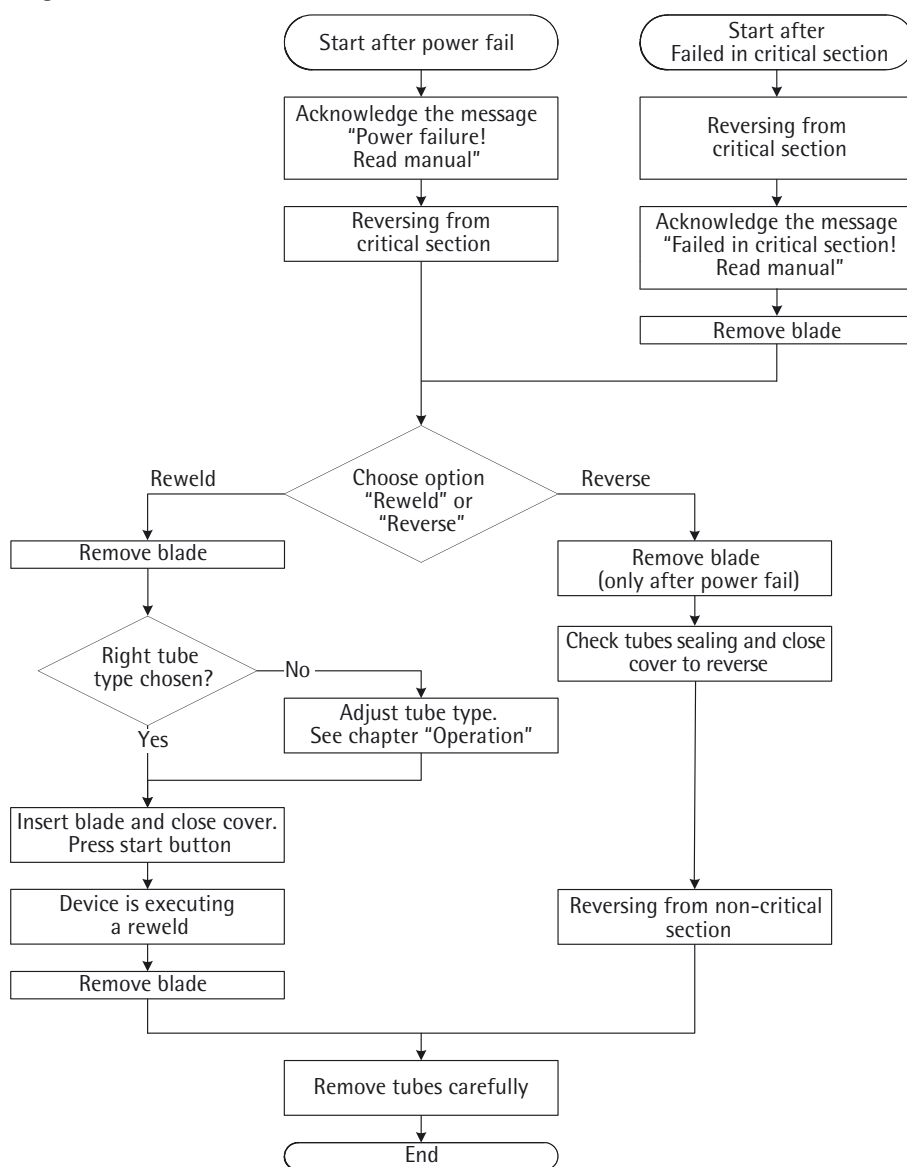 Start after power fail
Start after
Failed in critical section
Acknowledge the message
“Power failure!
Read manual”
Reversing from
critical section
Reversing from
critical section
Acknowledge the message
“Failed in critical section!
Read manual”
Remove blade
Choose option
“Reweld” or
“Reverse”
Reweld
Reverse
Remove blade
Remove blade
(only after power fail)
Right tube
type chosen?
No
Yes
Adjust tube type.
See chapter “Operation”
Check tubes sealing and close
cover to reverse
Insert blade and close cover.
Press start button
Device is executing
a reweld
Remove blade
Reversing from non-critical
section
Remove tubes carefully
End